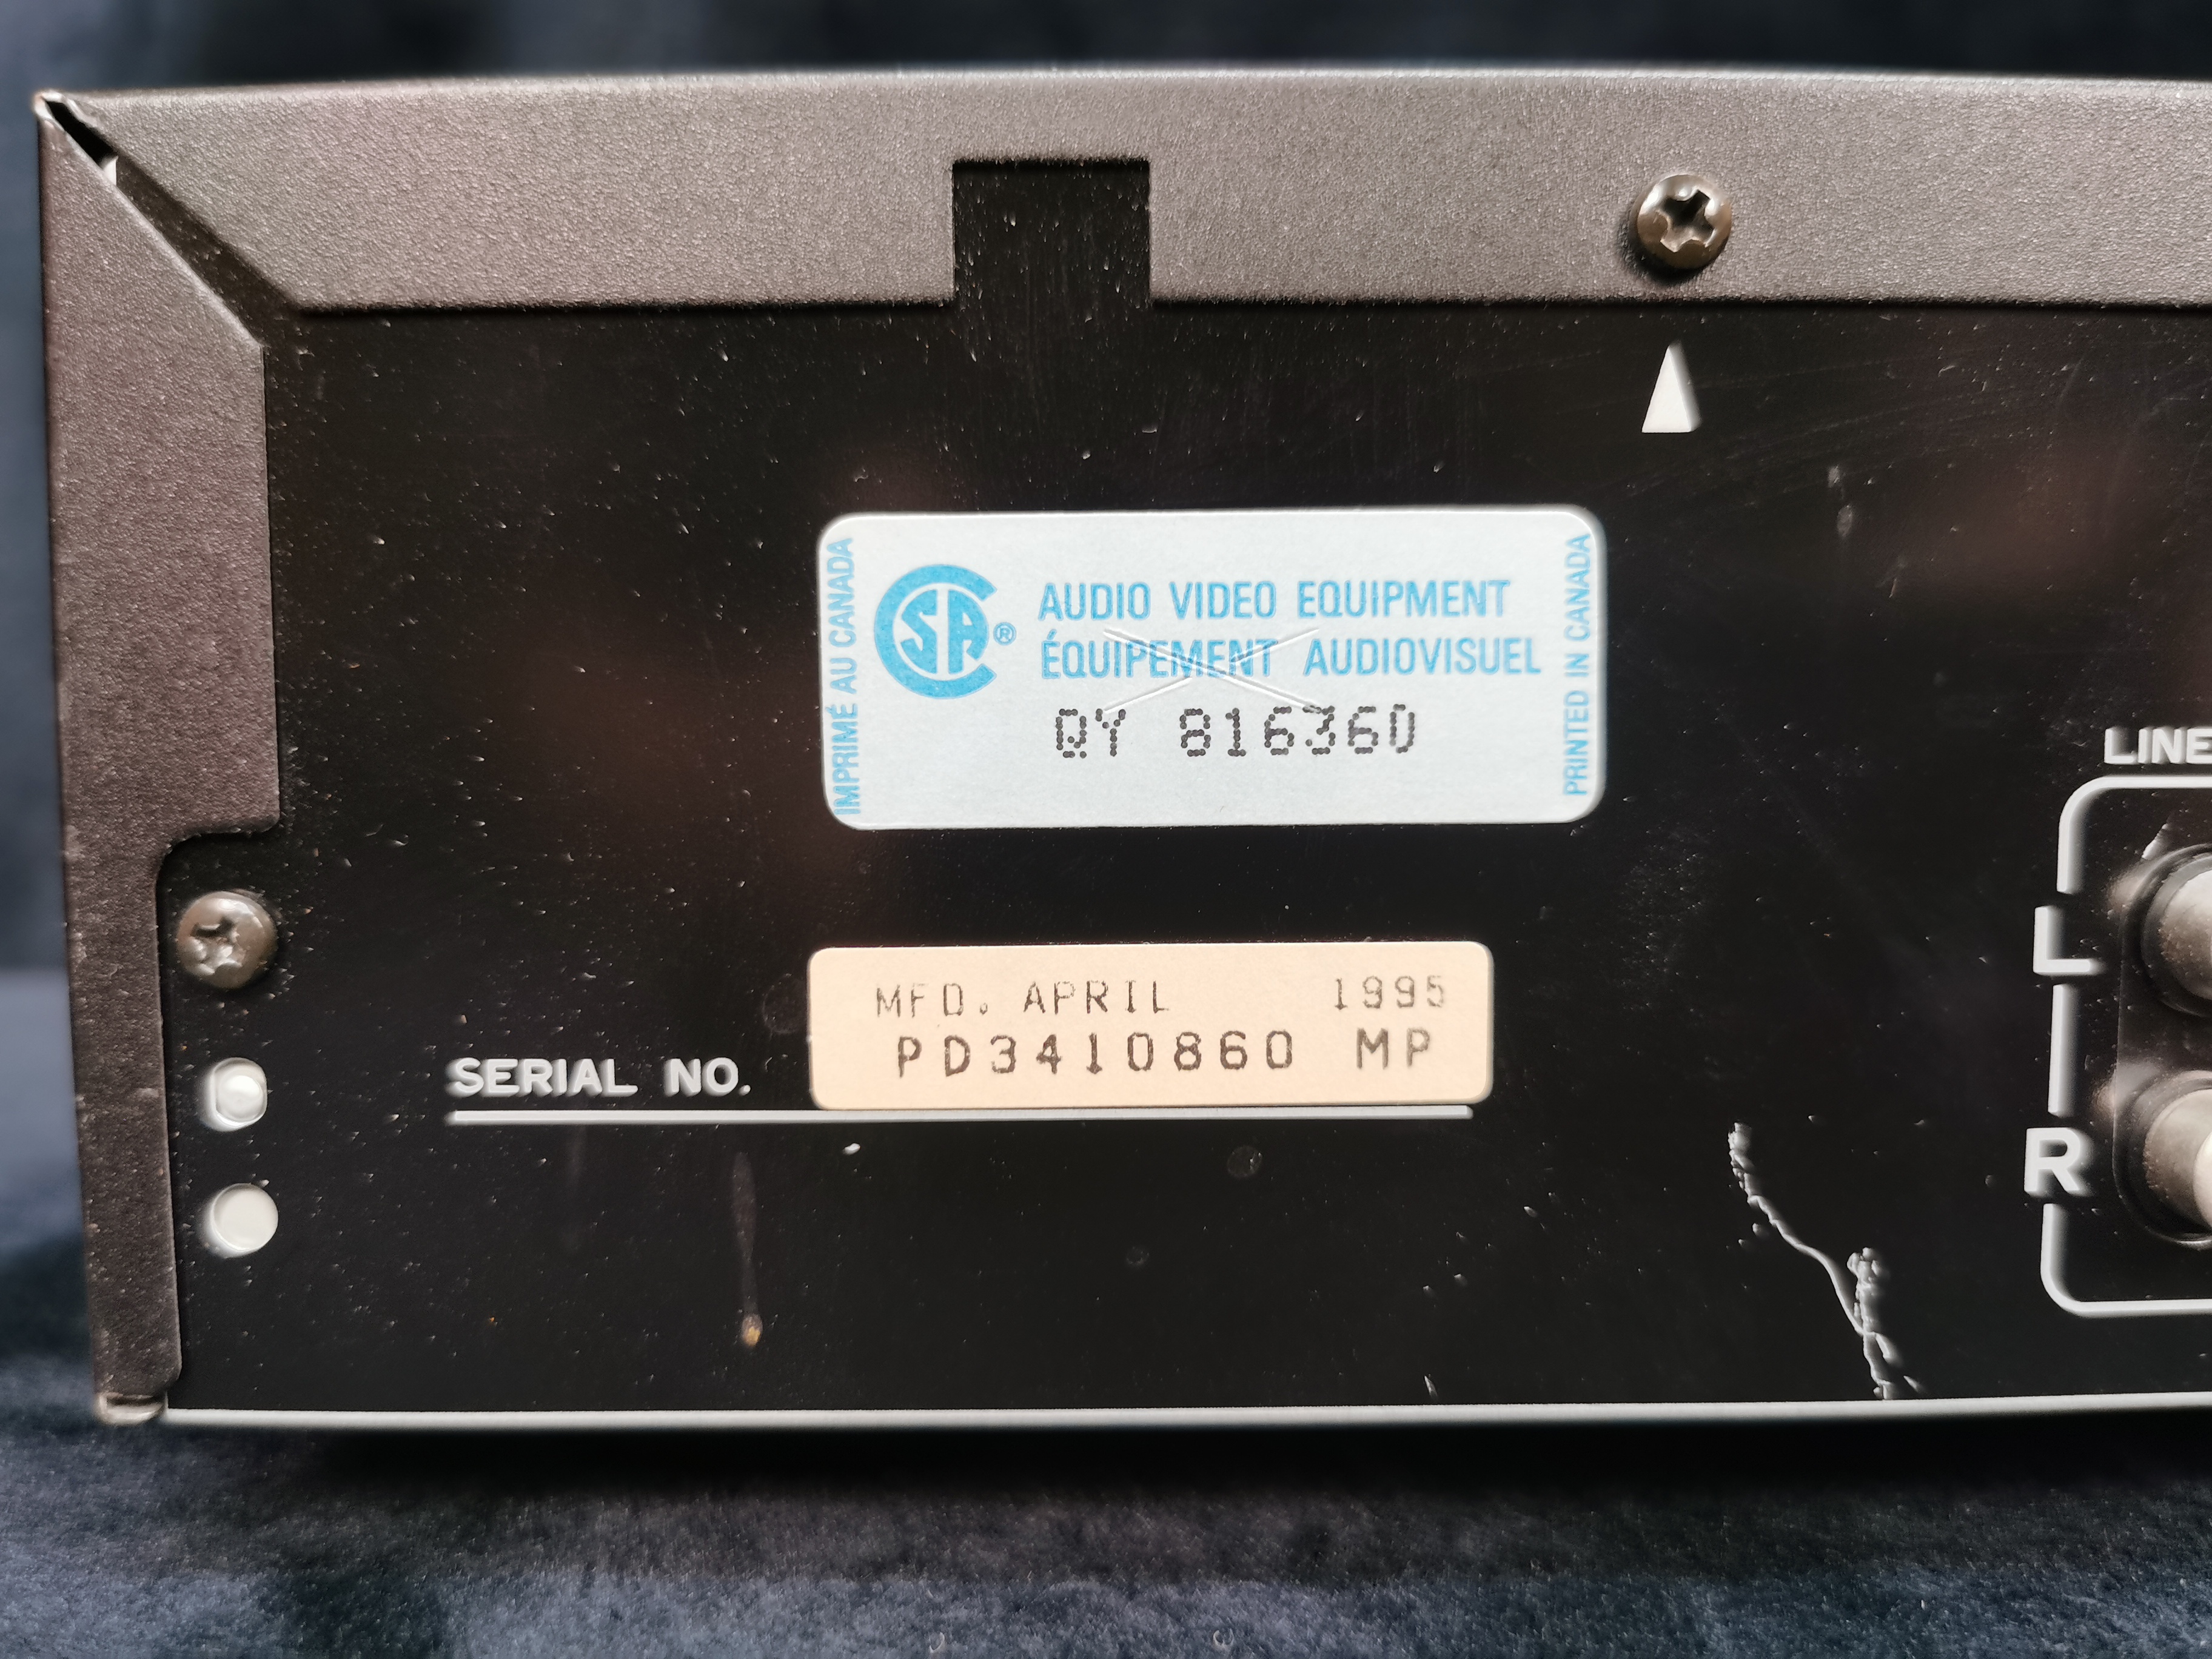 IMPRIMÉ AU CANADA
CSA®
AUDIO VIDEO EQUIPMENT
ÉQUIPEMENT AUDIOVISUEL
QY 816360
PRINTED IN CANADA
LINE
L
R
MFD. APRIL 1995
PD3410860 MP
SERIAL NO.